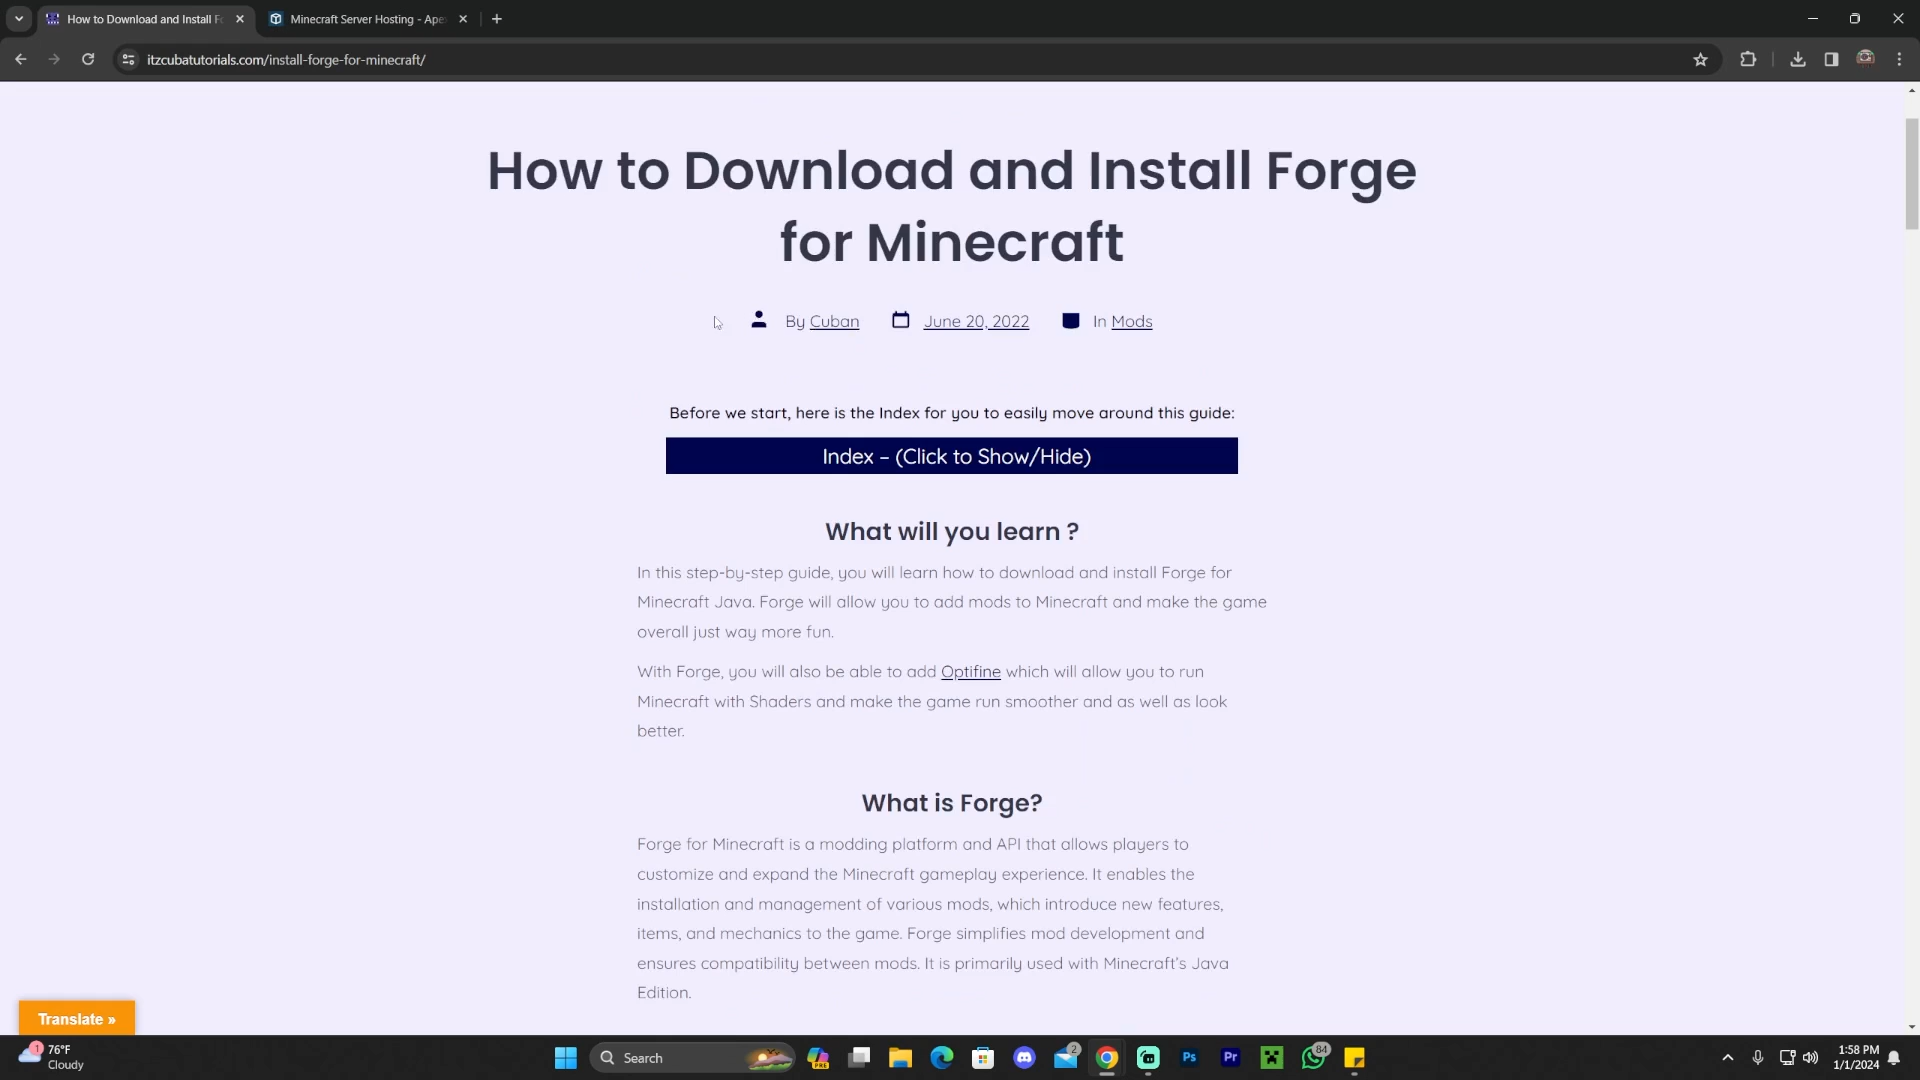 How to Download and Install F
Minecraft Server Hosting - Ape
itzcubatutorials.com/install-forge-for-minecraft/
How to Download and Install Forge
for Minecraft
By Cuban
June 20, 2022
In Mods
Before we start, here is the Index for you to easily move around this guide:
Index – (Click to Show/Hide)
What will you learn ?
In this step-by-step guide, you will learn how to download and install Forge for
Minecraft Java. Forge will allow you to add mods to Minecraft and make the game
overall just way more fun.
With Forge, you will also be able to add Optifine which will allow you to run
Minecraft with Shaders and make the game run smoother and as well as look
better.
What is Forge?
Forge for Minecraft is a modding platform and API that allows players to
customize and expand the Minecraft gameplay experience. It enables the
installation and management of various mods, which introduce new features,
items, and mechanics to the game. Forge simplifies mod development and
ensures compatibility between mods. It is primarily used with Minecraft's Java
Edition.
Translate »
1
76°F
Cloudy
Search
PRE
2
Ps
Pr
84
1:58 PM
1/1/2024